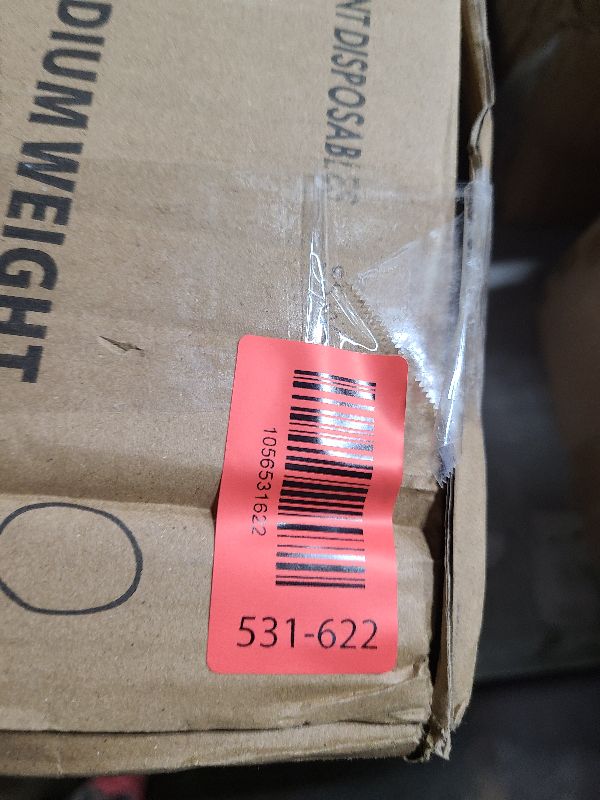 NT DISPOSABLES
DIUM WEIGHT
1056531622
531-622